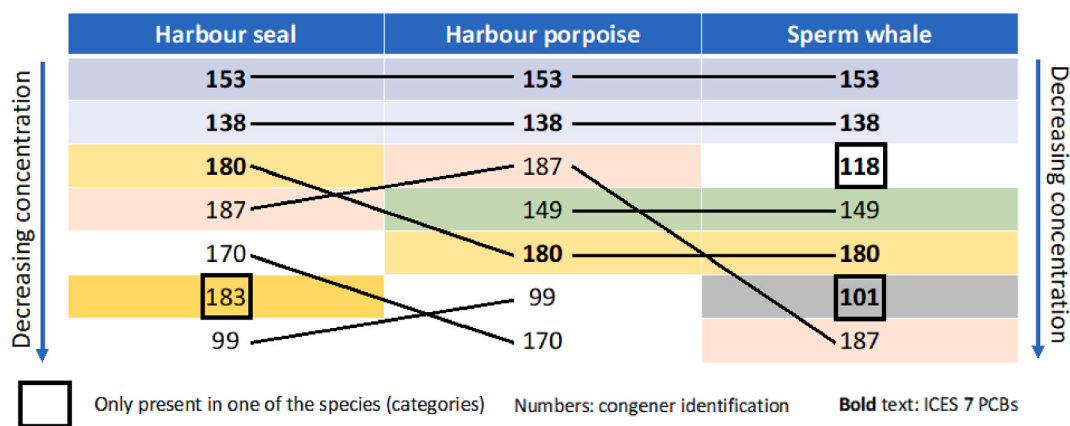 Harbour seal Harbour porpoise Sperm whale
153 153 153
138 138 138
180 187 118
187 149 149
170 180 180
183 99 101
99 170 187
Decreasing concentration
Decreasing concentration
Only present in one of the species (categories) Numbers: congener identification Bold text: ICES 7 PCBs